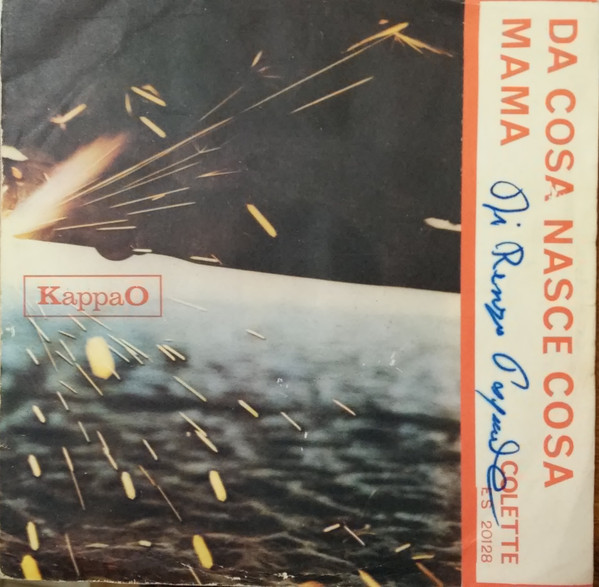 DA COSA NASCE COSA
MAMA
Di Renzo
COLETTE
ES 20128
KappaO